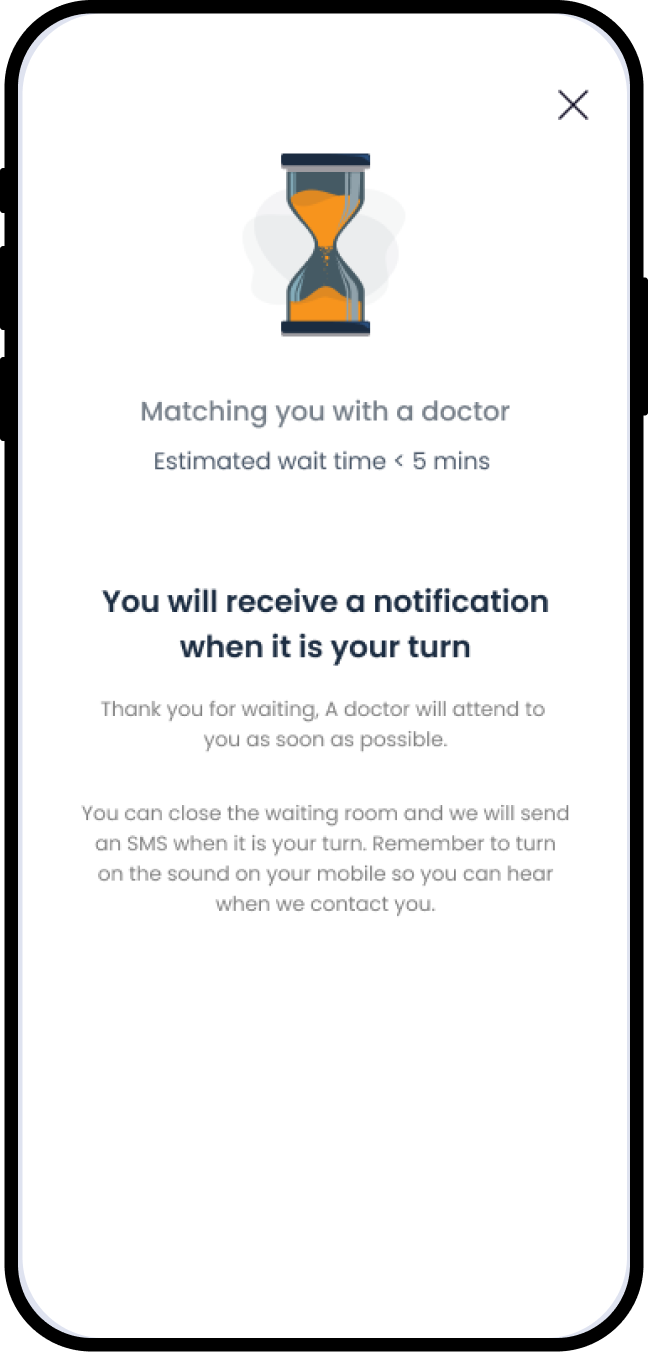 Matching you with a doctor
Estimated wait time < 5 mins
You will receive a notification
when it is your turn
Thank you for waiting, A doctor will attend to
you as soon as possible.
You can close the waiting room and we will send
an SMS when it is your turn. Remember to turn
on the sound on your mobile so you can hear
when we contact you.